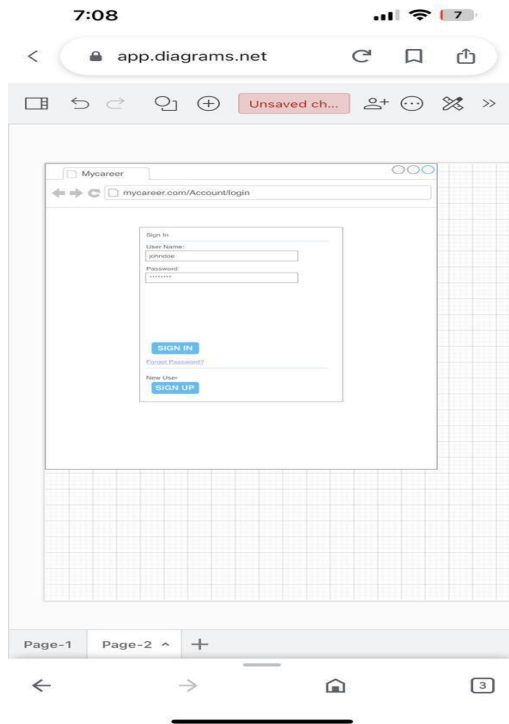 7:08
7
app.diagrams.net
Unsaved ch...
Mycareer
mycareer.com/Account/login
Sign In
User Name:
johndoe
Password:
********
SIGN IN
Forgot Password?
New User
SIGN UP
Page-1 Page-2
3